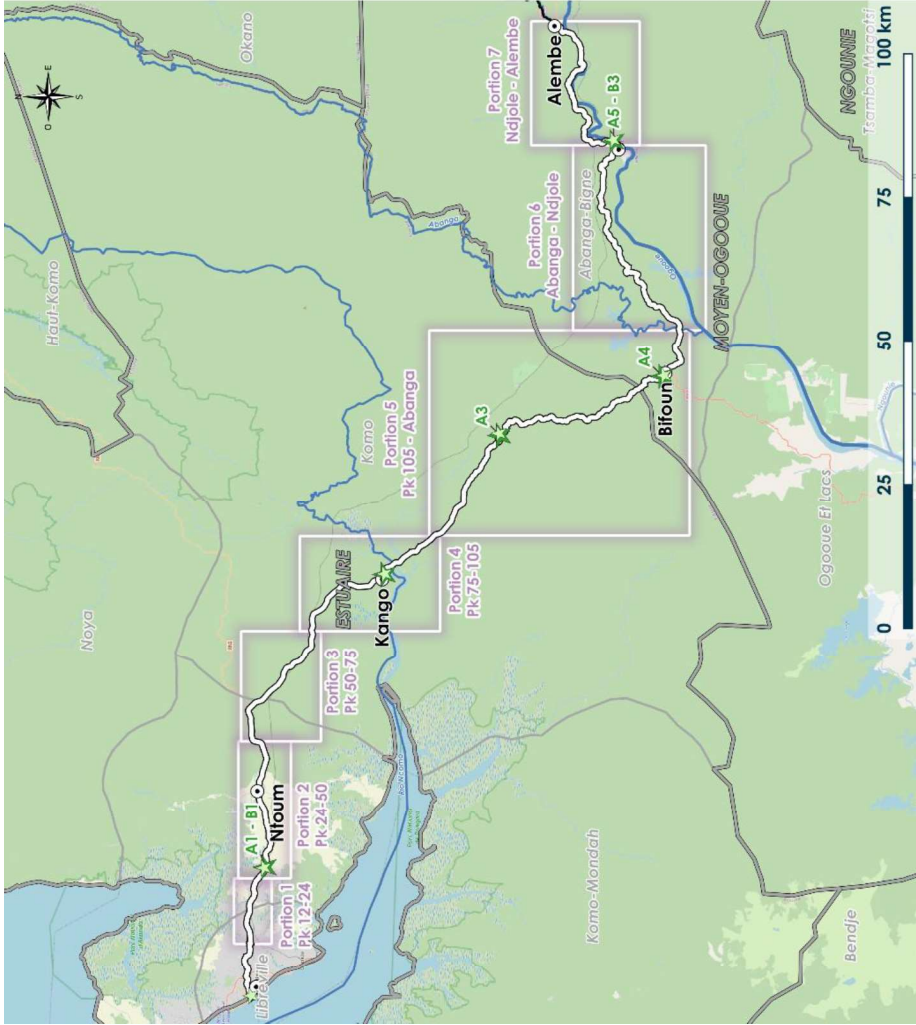 N
O
E
S
Haut-Komo
Noya
Okano
Libreville
A1 - B1
Ntoum
Portion 1
Pk 12-24
Portion 2
Pk 24-50
Portion 3
Pk 50-75
ESTUAIRE
Kango
Komo
Portion 5
Pk 105 - Abanga
Portion 4
Pk 75-105
A3
Abanga
Portion 7
Ndjole - Alembe
Alembe
Portion 6
Abanga - Ndjole
Abanga-Bigne
A5 - B3
A4
Bifoun
MOYEN-OGOOUE
Komo-Mondah
Ogooue Et Lacs
Bendje
NGOUNIE
Tsamba-Magotsi
0
25
50
75
100 km